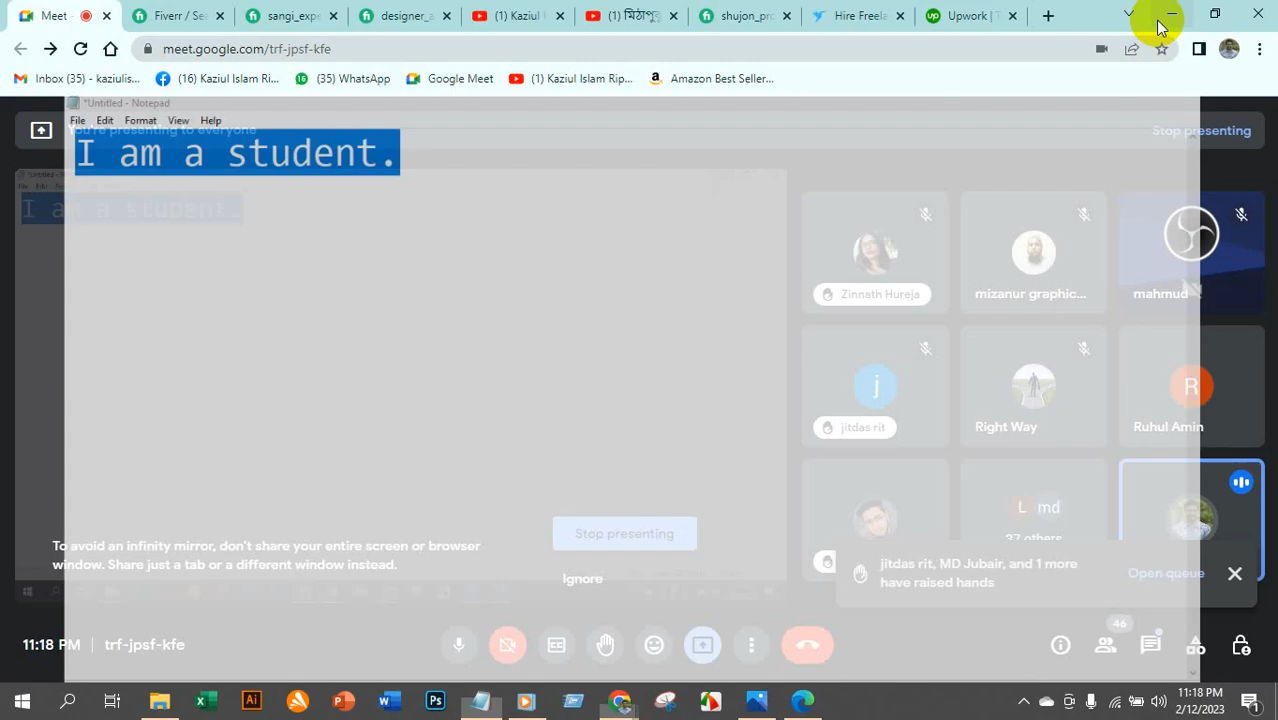 Meet -
Fiverr / Se
sangi_expe
designer_a
(1) Kaziul I
(1) মিঠাপু
shujon_pro
Hire Freela
Upwork | T
meet.google.com/trf-jpsf-kfe
Inbox (35) - kaziulis...
(16) Kaziul Islam Ri...
(35) WhatsApp
Google Meet
(1) Kaziul Islam Rip...
Amazon Best Seller...
*Untitled - Notepad
File Edit Format View Help
You're presenting to everyone
Stop presenting
I am a student.
I am a student.
Zinnath Hureja
mizanur graphic...
mahmud
j
jitdas rit
Right Way
R
Ruhul Amin
L md
37 others
To avoid an infinity mirror, don't share your entire screen or browser
window. Share just a tab or a different window instead.
Stop presenting
Ignore
jitdas rit, MD Jubair, and 1 more
have raised hands
Open queue
46
11:18 PM | trf-jpsf-kfe
11:18 PM
2/12/2023